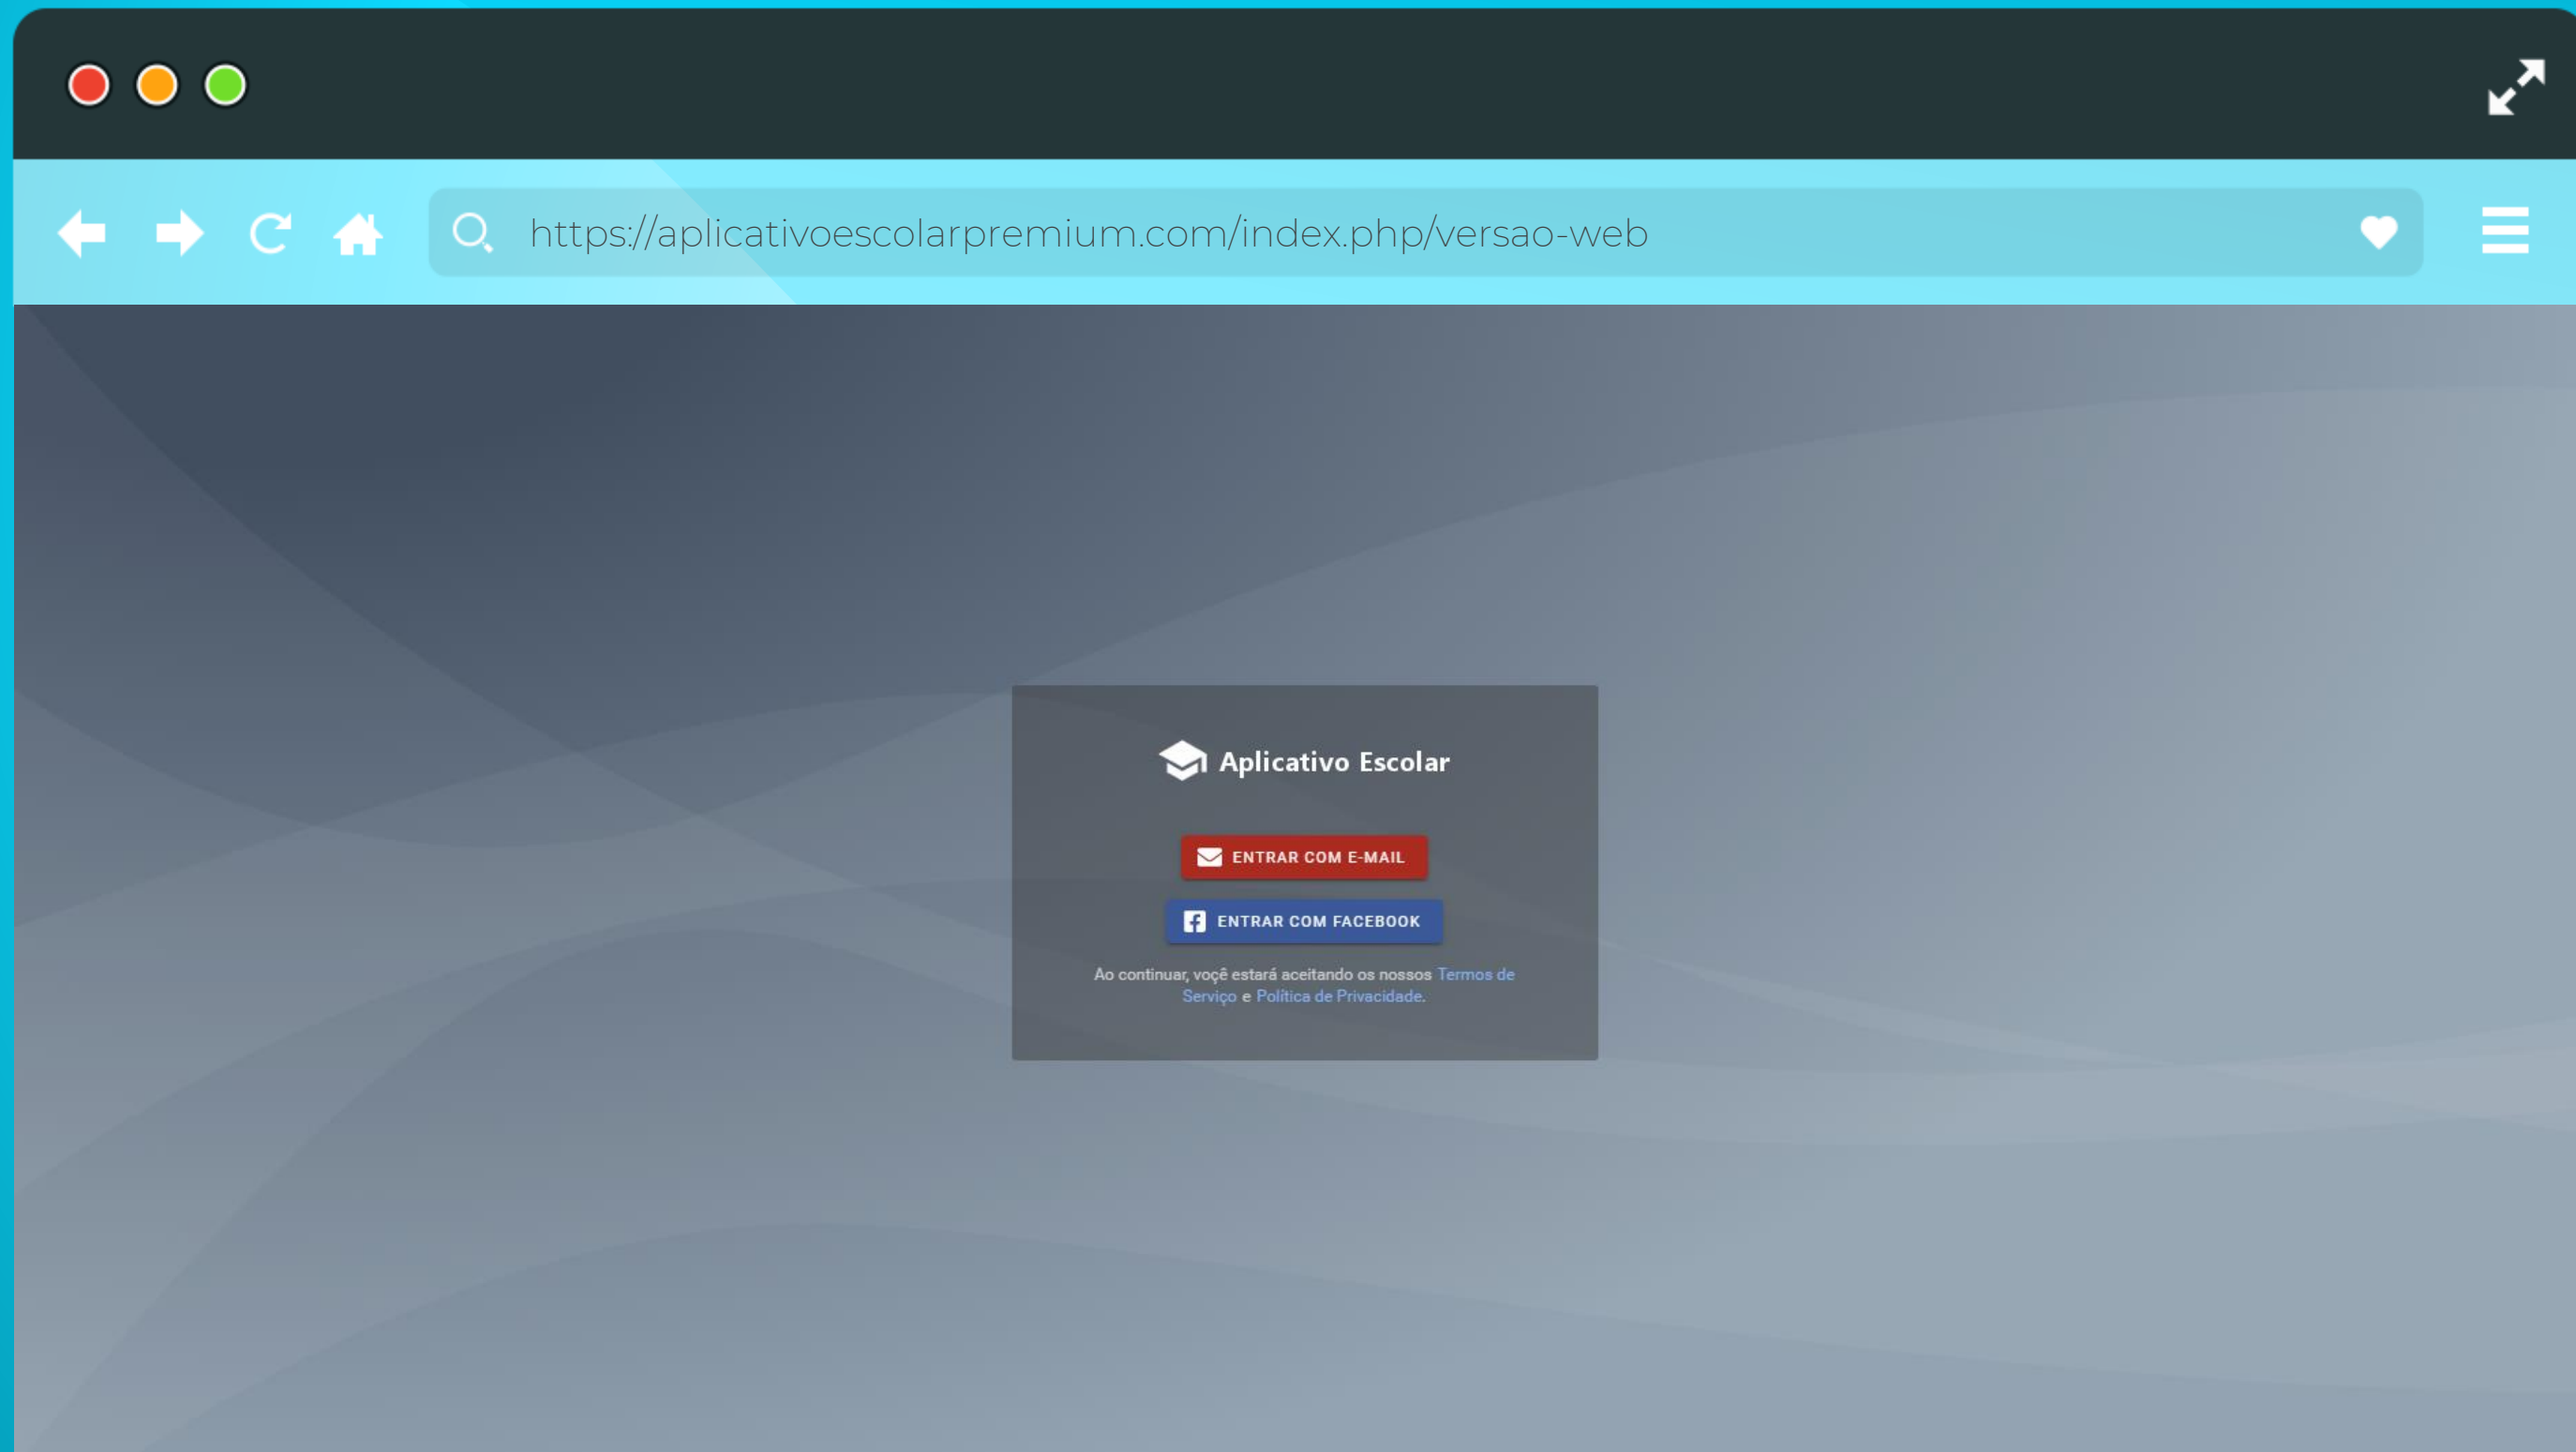 https://aplicativoescolarpremium.com/index.php/versao-web
Aplicativo Escolar
ENTRAR COM E-MAIL
ENTRAR COM FACEBOOK
Ao continuar, voçê estará aceitando os nossos Termos de
Serviço e Política de Privacidade.